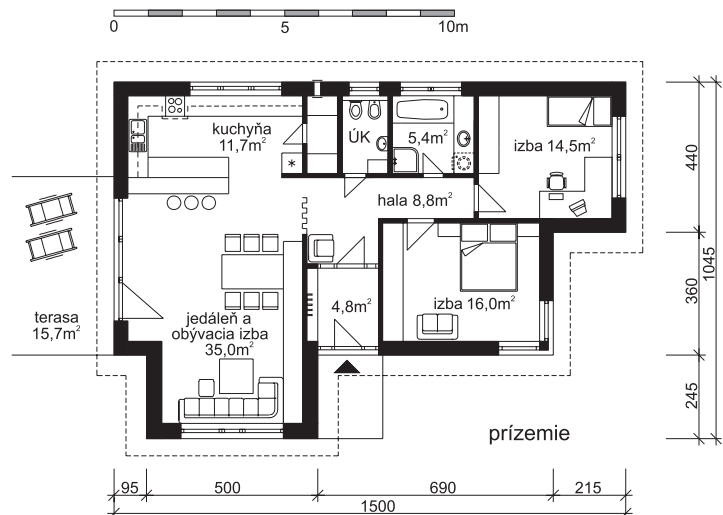 0 5 10m
kuchyňa
11,7m²
ÚK
5,4m²
izba 14,5m²
hala 8,8m²
440
1045
360
245
terasa
15,7m²
jedáleň a
obývacia izba
35,0m²
4,8m²
izba 16,0m²
prízemie
95 500 690 215
1500